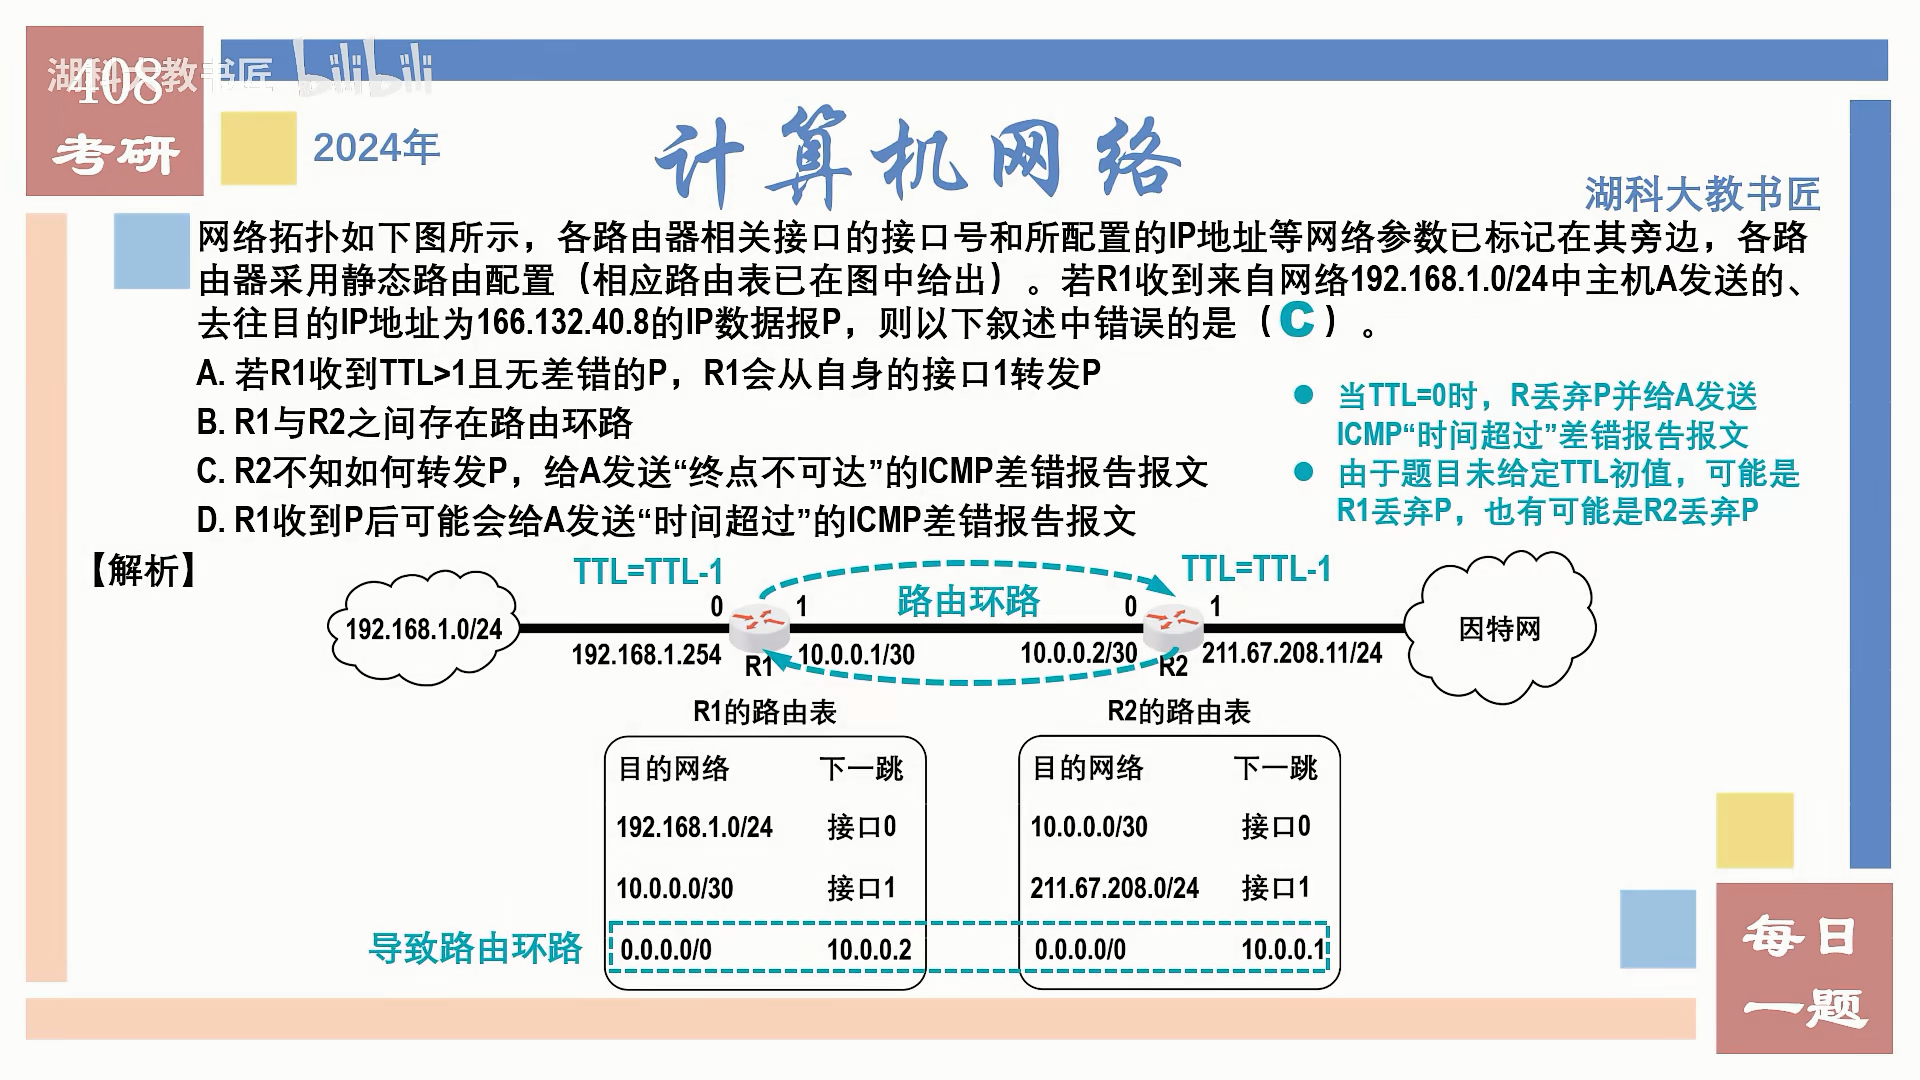 湖科大教书匠 bilibili
408
考研
2024年
计算机网络
湖科大教书匠
网络拓扑如下图所示，各路由器相关接口的接口号和所配置的IP地址等网络参数已标记在其旁边，各路
由器采用静态路由配置（相应路由表已在图中给出）。若R1收到来自网络192.168.1.0/24中主机A发送的、
去往目的IP地址为166.132.40.8的IP数据报P，则以下叙述中错误的是（C）。
A. 若R1收到TTL>1且无差错的P，R1会从自身的接口1转发P
B. R1与R2之间存在路由环路
C. R2不知如何转发P，给A发送“终点不可达”的ICMP差错报告报文
D. R1收到P后可能会给A发送“时间超过”的ICMP差错报告报文
● 当TTL=0时，R丢弃P并给A发送
ICMP“时间超过”差错报告报文
● 由于题目未给定TTL初值，可能是
R1丢弃P，也有可能是R2丢弃P
【解析】
TTL=TTL-1 TTL=TTL-1
0 1 路由环路 0 1
192.168.1.0/24 因特网
192.168.1.254 R1 10.0.0.1/30 10.0.0.2/30 R2 211.67.208.11/24
R1的路由表 R2的路由表
目的网络 下一跳 目的网络 下一跳
192.168.1.0/24 接口0 10.0.0.0/30 接口0
10.0.0.0/30 接口1 211.67.208.0/24 接口1
导致路由环路 0.0.0.0/0 10.0.0.2 0.0.0.0/0 10.0.0.1
每日
一题